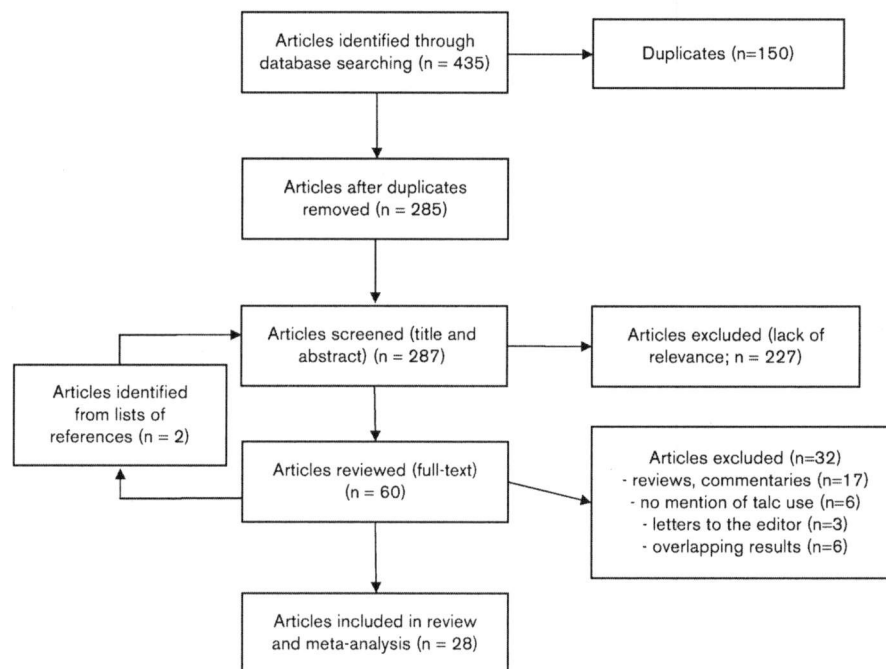 Articles identified through
database searching (n = 435)
Duplicates (n=150)
Articles after duplicates
removed (n = 285)
Articles screened (title and
abstract) (n = 287)
Articles excluded (lack of
relevance; n = 227)
Articles identified
from lists of
references (n = 2)
Articles reviewed (full-text)
(n = 60)
Articles excluded (n=32)
- reviews, commentaries (n=17)
- no mention of talc use (n=6)
- letters to the editor (n=3)
- overlapping results (n=6)
Articles included in review
and meta-analysis (n = 28)